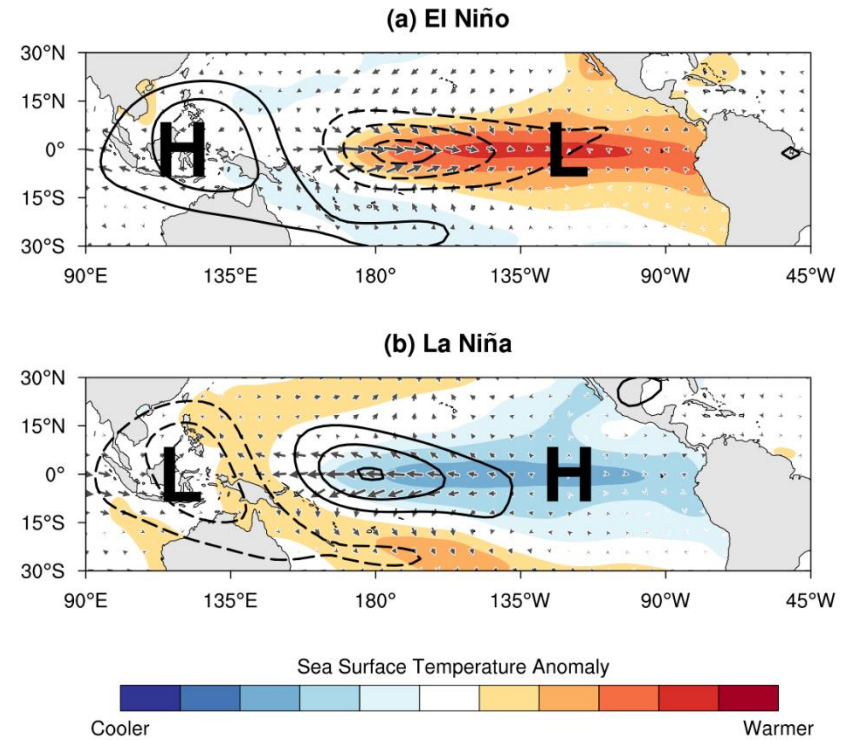 (a) El Niño
30°N
15°N
0°
15°S
30°S
H
L
90°E 135°E 180° 135°W 90°W 45°W
(b) La Niña
30°N
15°N
0°
15°S
30°S
L
H
90°E 135°E 180° 135°W 90°W 45°W
Sea Surface Temperature Anomaly
Cooler Warmer